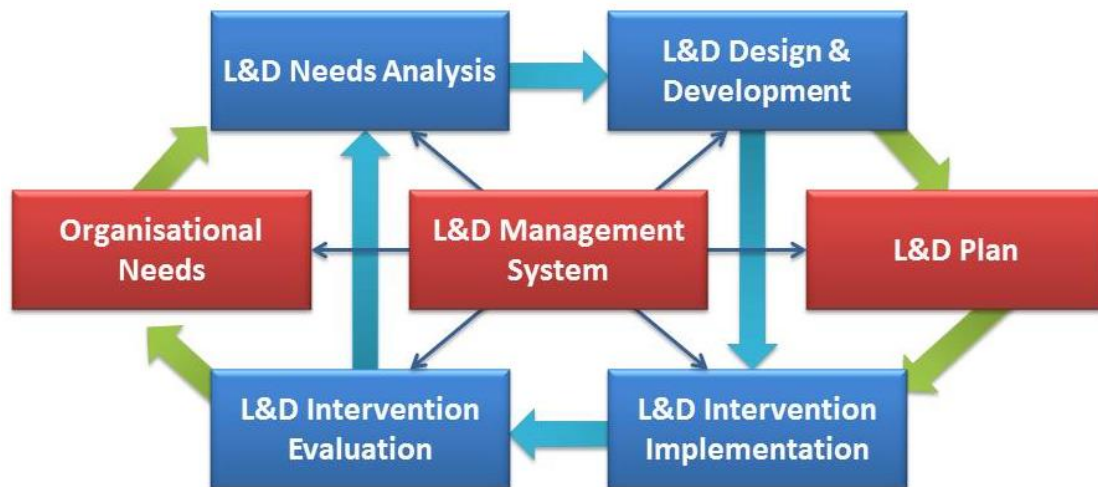 L&D Needs Analysis
L&D Design &
Development
Organisational
Needs
L&D Management
System
L&D Plan
L&D Intervention
Evaluation
L&D Intervention
Implementation